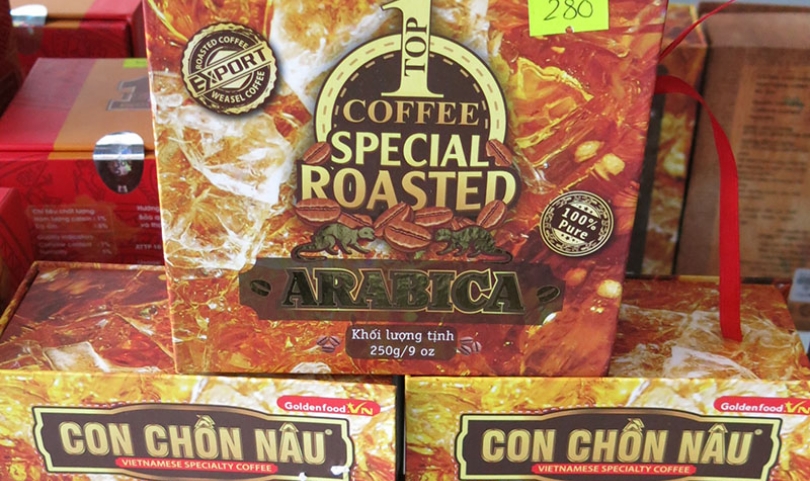 280
TOP 1
COFFEE
SPECIAL
ROASTED
ROASTED COFFEE
EXPORT
WEASEL COFFEE
100%
Pure
ARABICA
Khối lượng tịnh
250g/9 oz
Goldenfood.VN
CON CHỒN NÂU®
VIETNAMESE SPECIALTY COFFEE
Goldenfood.VN
CON CHỒN NÂU®
VIETNAMESE SPECIALTY COFFEE